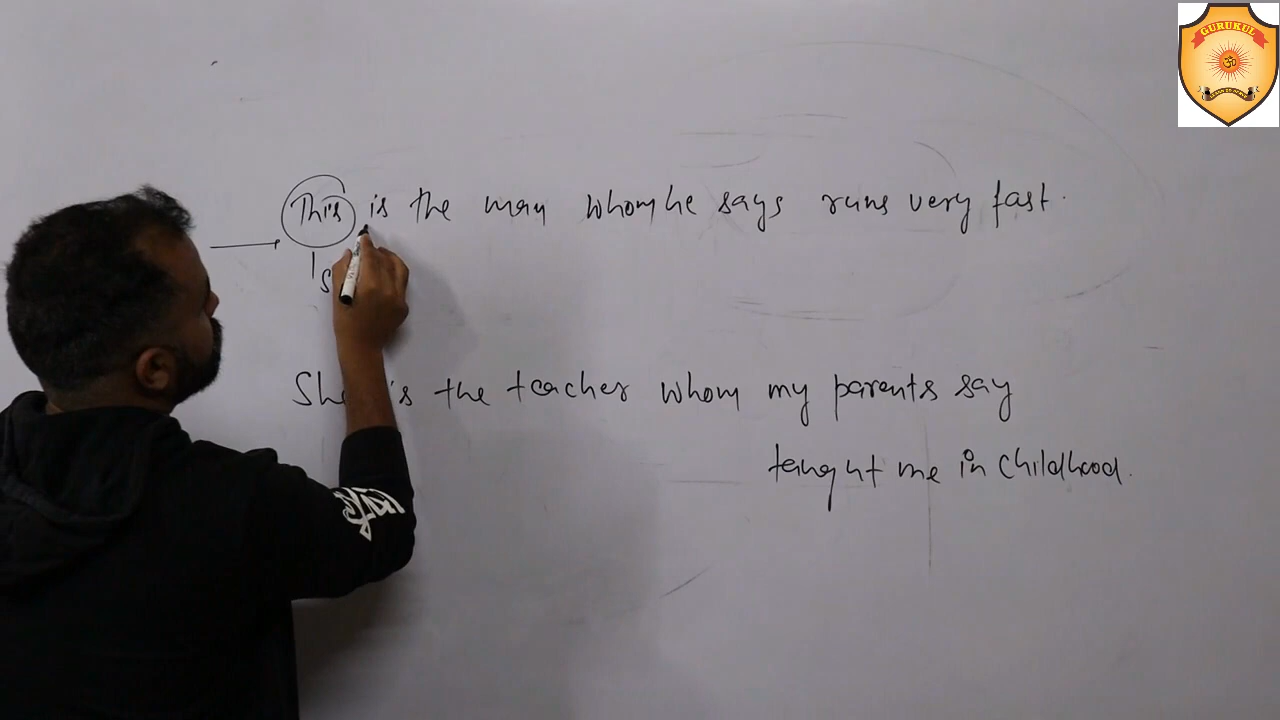 GURUKUL
This is the man whom he says runs very fast.
1s
She is the teacher whom my parents say
taught me in childhood.